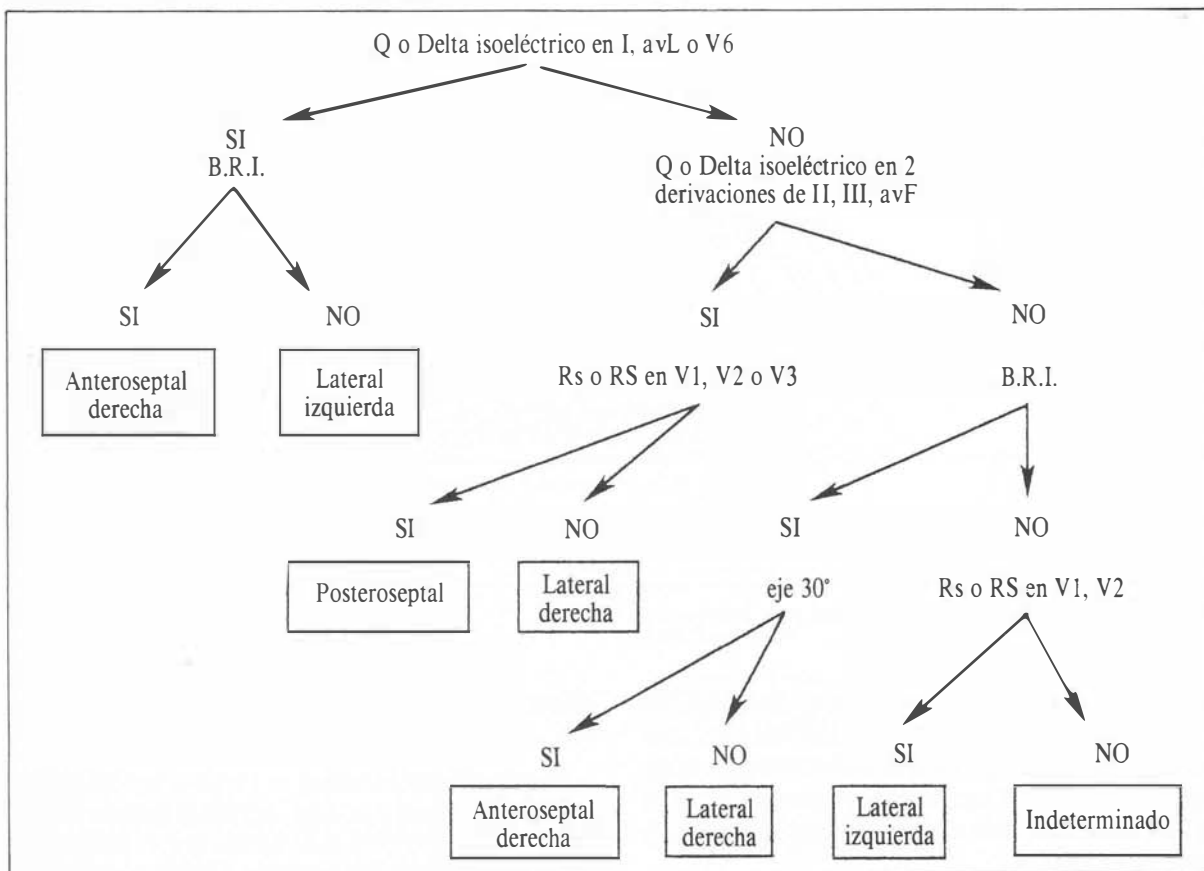 Q o Delta isoeléctrico en I, avL o V6
SI
B.R.I.
NO
Q o Delta isoeléctrico en 2
derivaciones de II, III, avF
SI
NO
SI
NO
Anteroseptal
derecha
Lateral
izquierda
Rs o RS en V1, V2 o V3
B.R.I.
SI
NO
SI
NO
Posteroseptal
Lateral
derecha
eje 30°
Rs o RS en V1, V2
SI
NO
SI
NO
Anteroseptal
derecha
Lateral
derecha
Lateral
izquierda
Indeterminado